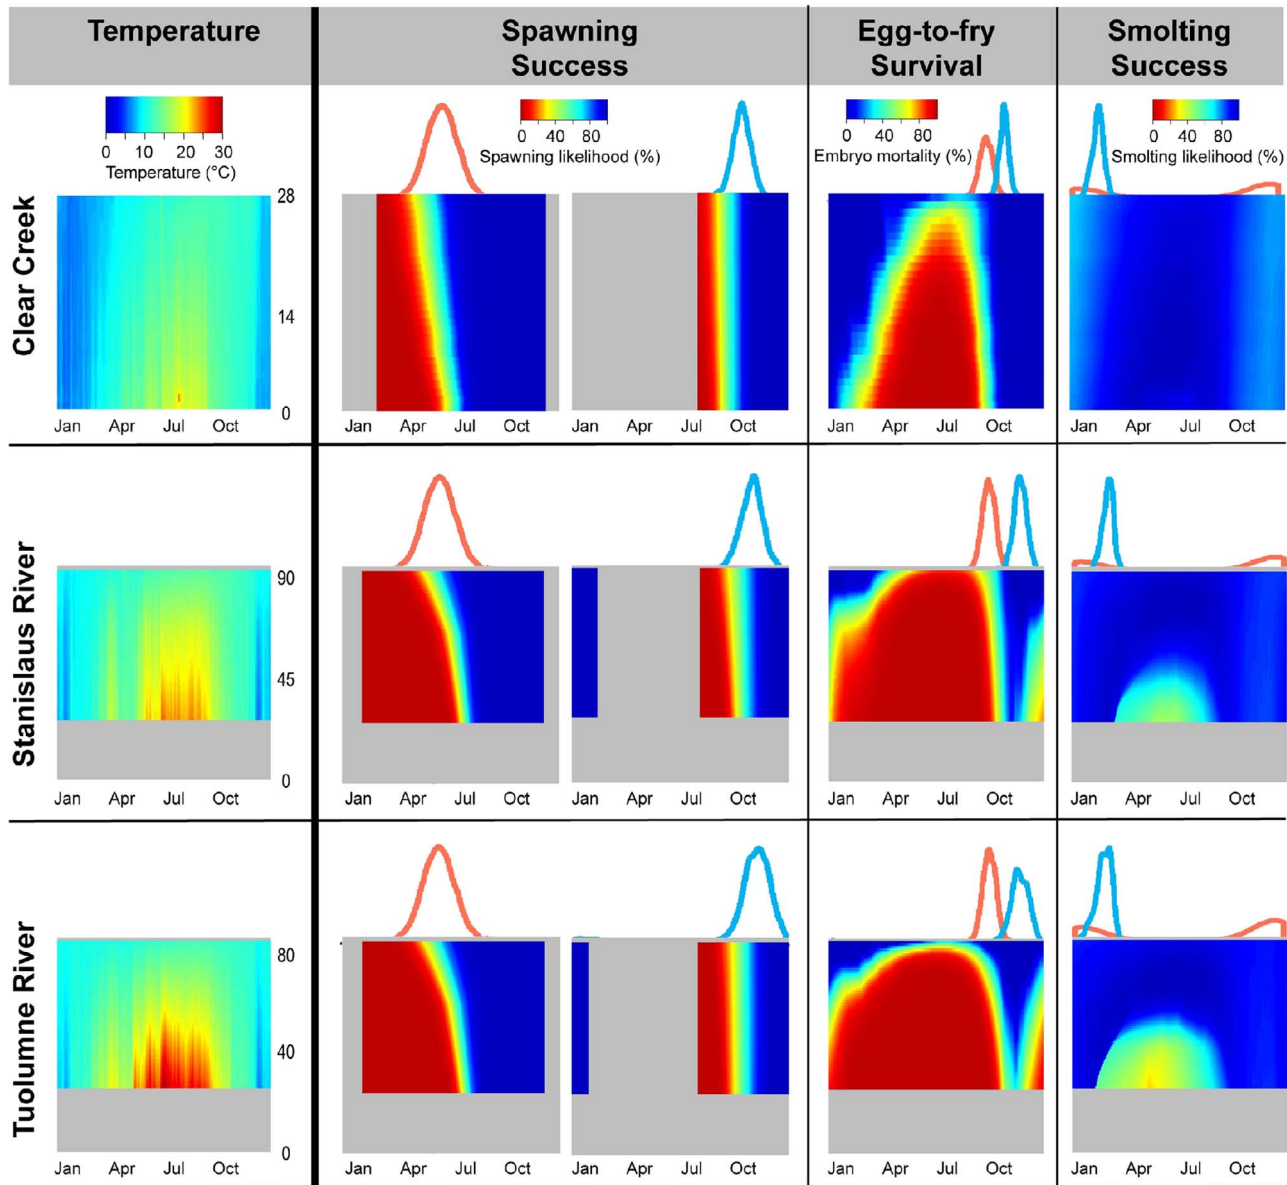 Temperature
Spawning
Success
Egg-to-fry
Survival
Smolting
Success
0 10 20 30
Temperature (°C)
40 80
Spawning likelihood (%)
0 40 80
Embryo mortality (%)
0 40 80
Smolting likelihood (%)
Clear Creek
28
14
0
Jan Apr Jul Oct
Jan Apr Jul Oct
Jan Apr Jul Oct
Jan Apr Jul Oct
Jan Apr Jul Oct
Stanislaus River
90
45
0
Jan Apr Jul Oct
Jan Apr Jul Oct
Jan Apr Jul Oct
Jan Apr Jul Oct
Jan Apr Jul Oct
Tuolumne River
80
40
0
Jan Apr Jul Oct
Jan Apr Jul Oct
Jan Apr Jul Oct
Jan Apr Jul Oct
Jan Apr Jul Oct